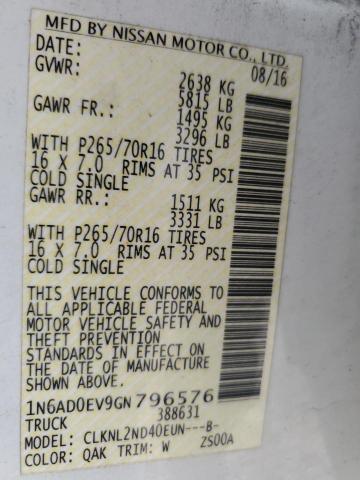 MFD BY NISSAN MOTOR CO., LTD.
DATE: 08/16
GVWR: 2638 KG
5815 LB
GAWR FR.: 1495 KG
3296 LB
WITH P265/70R16 TIRES
16 X 7.0 RIMS AT 35 PSI
COLD SINGLE
GAWR RR.: 1511 KG
3331 LB
WITH P265/70R16 TIRES
16 X 7.0 RIMS AT 35 PSI
COLD SINGLE
THIS VEHICLE CONFORMS TO
ALL APPLICABLE FEDERAL
MOTOR VEHICLE SAFETY AND
THEFT PREVENTION
STANDARDS IN EFFECT ON
THE DATE OF MANUFACTURE
SHOWN ABOVE.
1N6AD0EV9GN796576
TRUCK 388631
MODEL: CLKNL2ND40EUN---B-
COLOR: QAK TRIM: W ZS00A